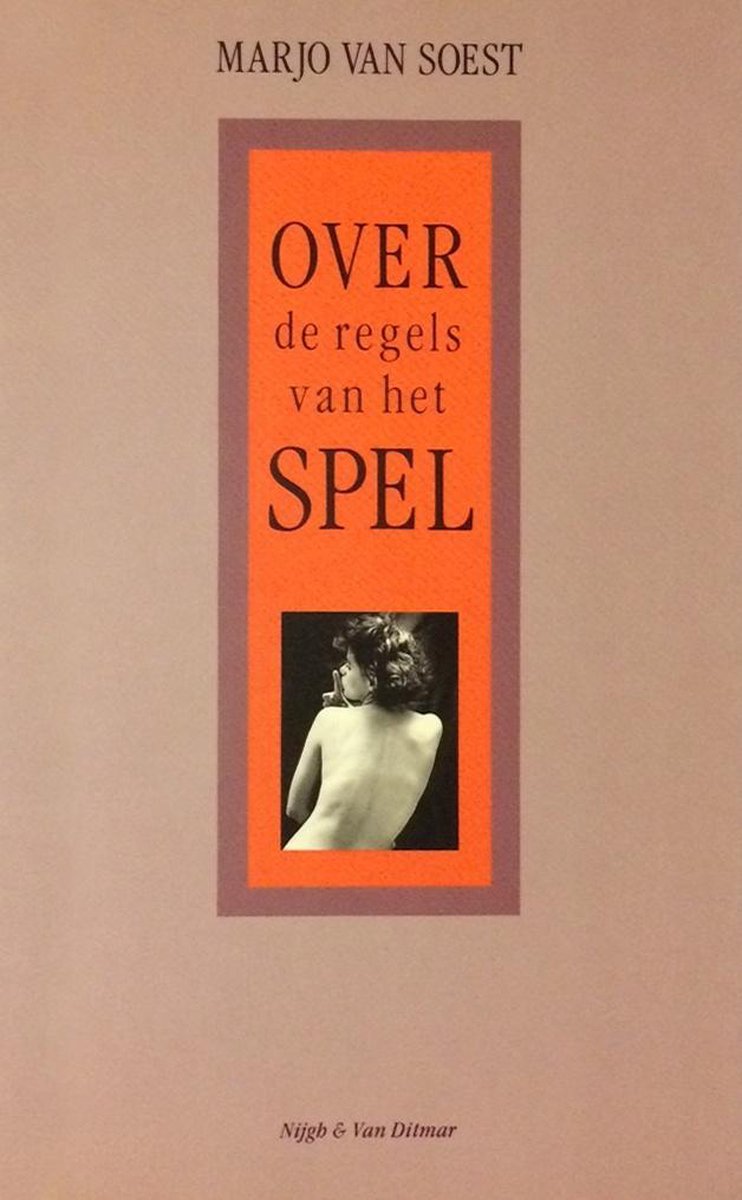 MARJO VAN SOEST
OVER
de regels
van het
SPEL
Nijgh & Van Ditmar